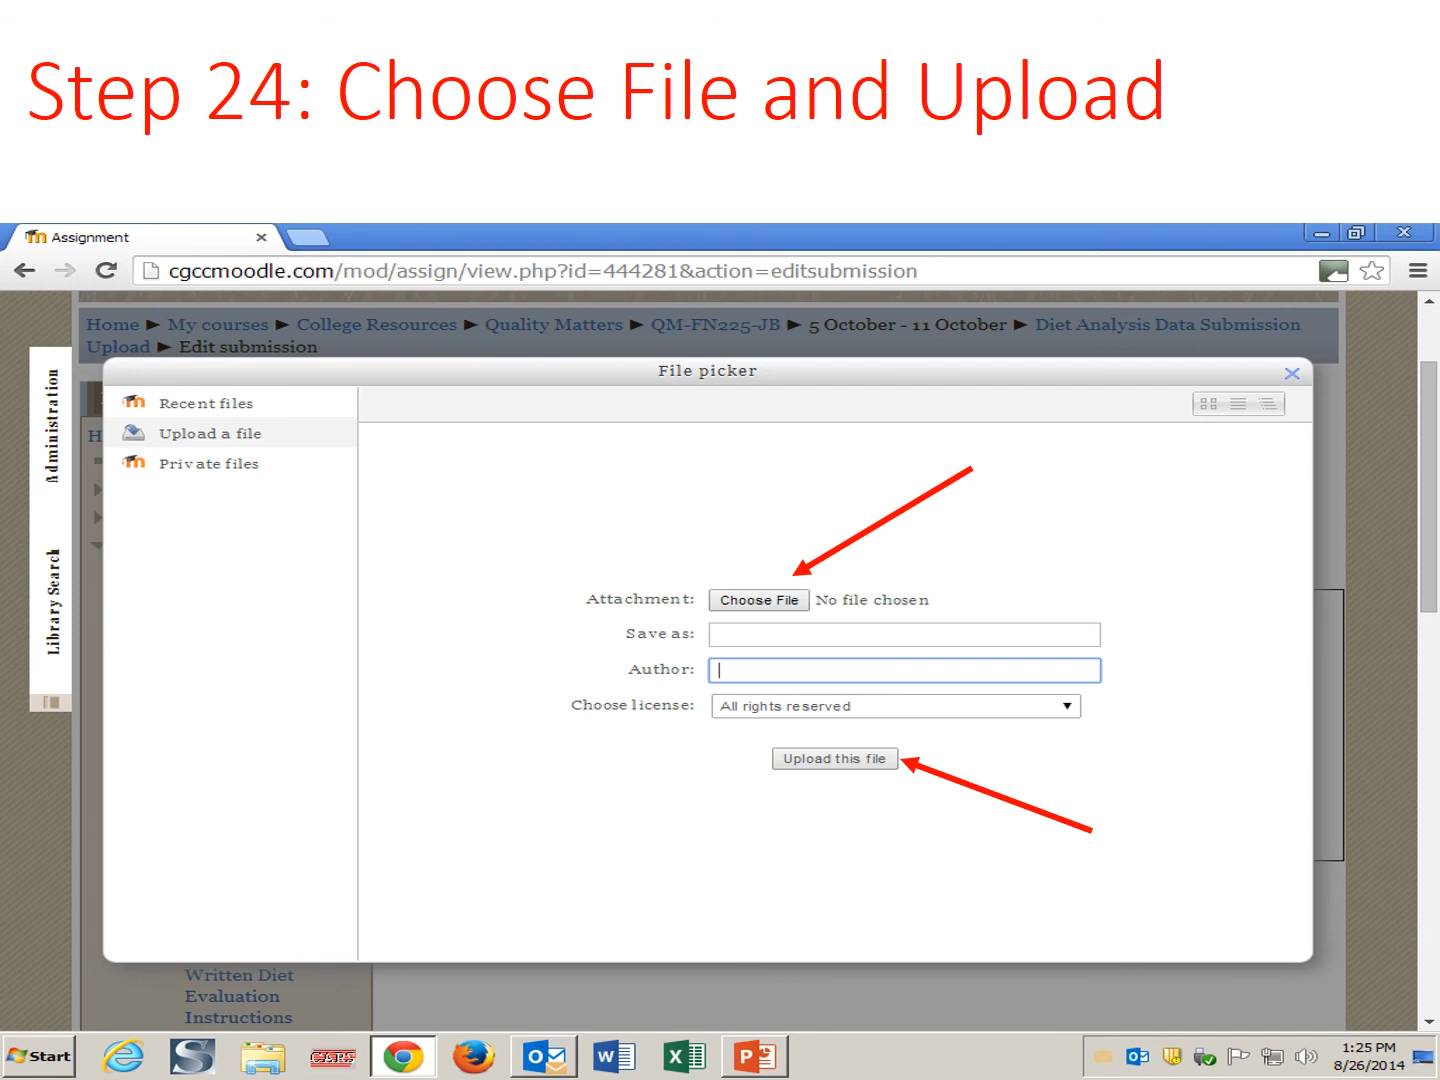 Step 24: Choose File and Upload
Assignment
cgccmoodle.com/mod/assign/view.php?id=444281&action=editsubmission
Home ► My courses ► College Resources ► Quality Matters ► QM-FN225-JB ► 5 October - 11 October ► Diet Analysis Data Submission
Upload ► Edit submission
Administration
Library Search
File picker
Recent files
Upload a file
Private files
Attachment: Choose File No file chosen
Save as:
Author:
Choose license: All rights reserved
Upload this file
Written Diet
Evaluation
Instructions
Start
CARS
1:25 PM
8/26/2014